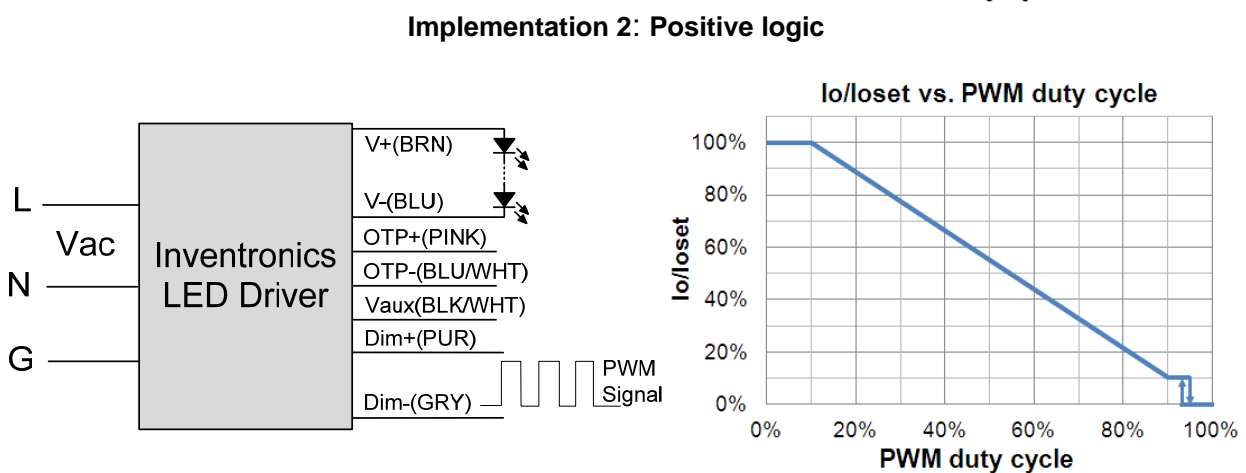 Implementation 2: Positive logic
L
Vac
N
G
Inventronics
LED Driver
V+(BRN)
V-(BLU)
OTP+(PINK)
OTP-(BLU/WHT)
Vaux(BLK/WHT)
Dim+(PUR)
Dim-(GRY)
PWM
Signal
Io/Ioset vs. PWM duty cycle
Io/Ioset
100%
80%
60%
40%
20%
0%
0% 20% 40% 60% 80% 100%
PWM duty cycle